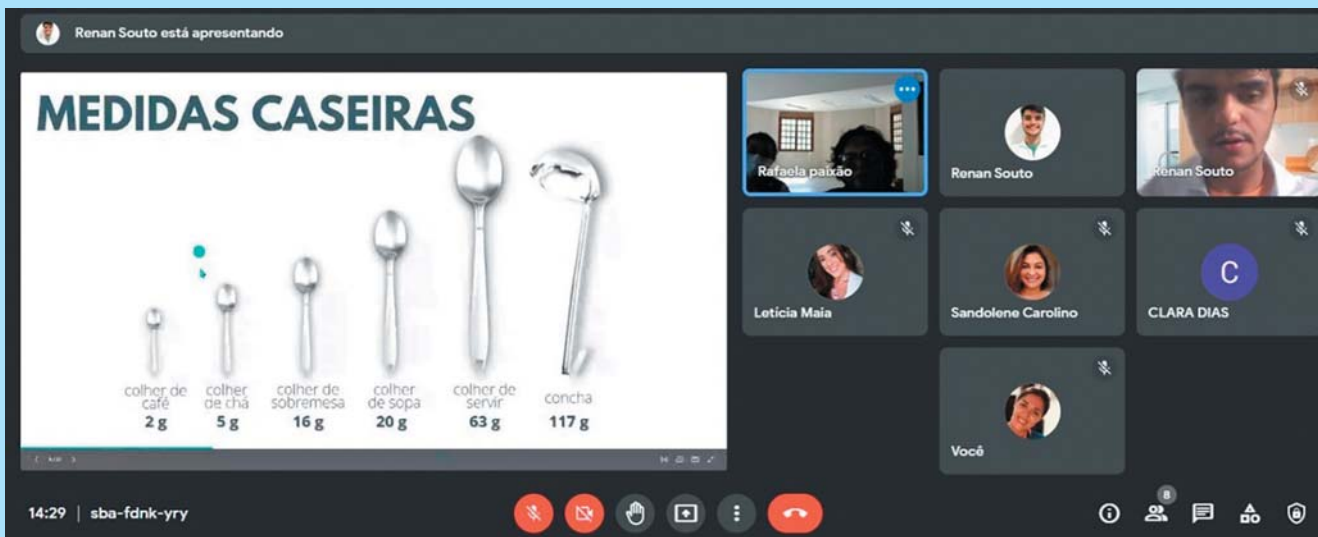 Renan Souto está apresentando
MEDIDAS CASEIRAS
colher de café
2 g
colher de chá
5 g
colher de sobremesa
16 g
colher de sopa
20 g
colher de servir
63 g
concha
117 g
Rafaela paixão
Renan Souto
Renan Souto
Leticia Maia
Sandolene Carolino
C
CLARA DIAS
Você
14:29 | sba-fdnk-yry
8